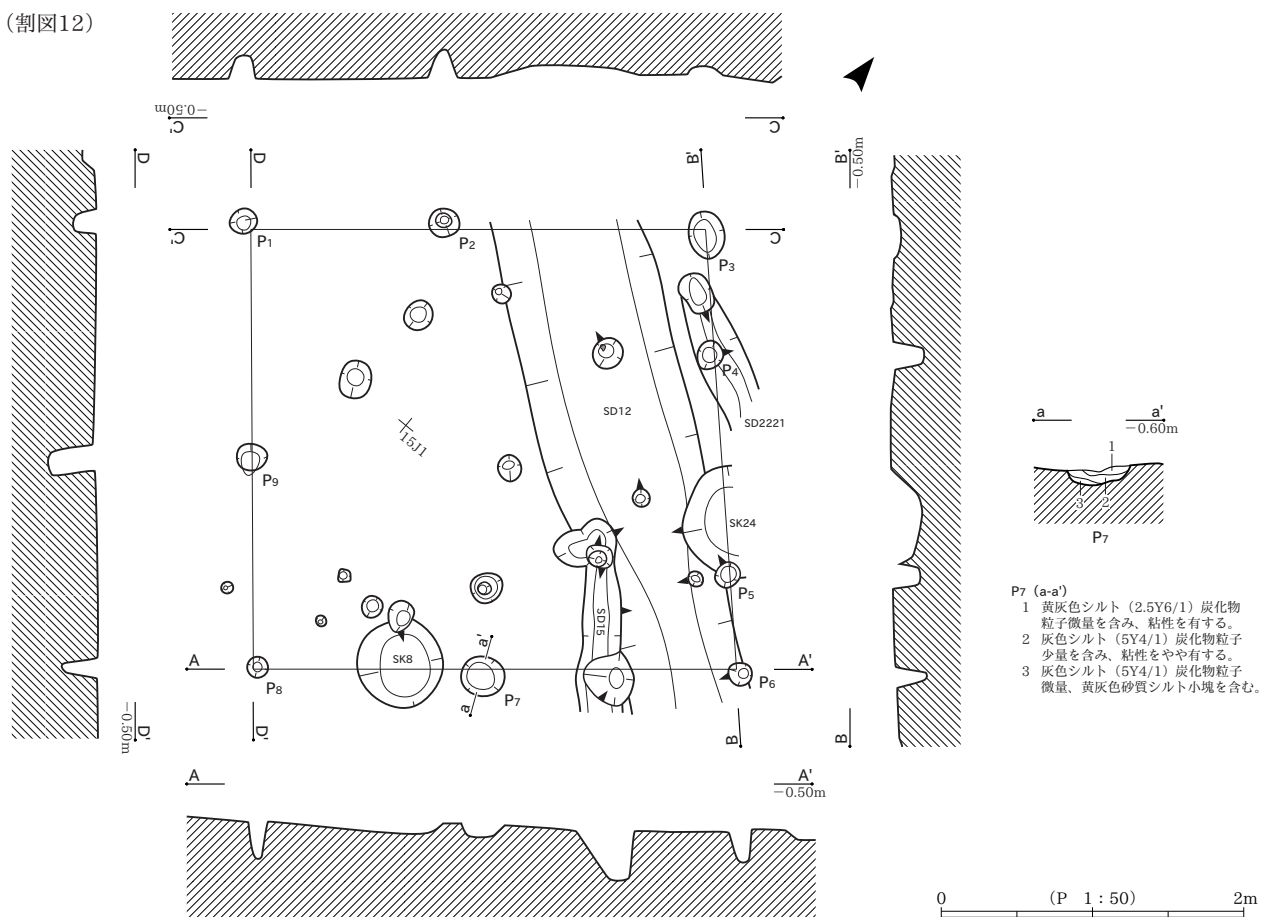 （割図12）
−0.50m
C'
C
D
D
B'
B'
−0.50m
C'
C
P1
P2
P3
P4
SD12
SD2221
15J1
a
a'
−0.60m
1
3
2
P7
P9
SK24
P5
SD15
SK8
a'
A
A'
P8
P7
P6
a
−0.50m
D'
D'
B
B
A
A'
−0.50m
P7（a-a'）
1　黄灰色シルト（2.5Y6/1）炭化物
粒子微量を含み、粘性を有する。
2　灰色シルト（5Y4/1）炭化物粒子
少量を含み、粘性をやや有する。
3　灰色シルト（5Y4/1）炭化物粒子
微量、黄灰色砂質シルト小塊を含む。
0　（P　1：50）　2m